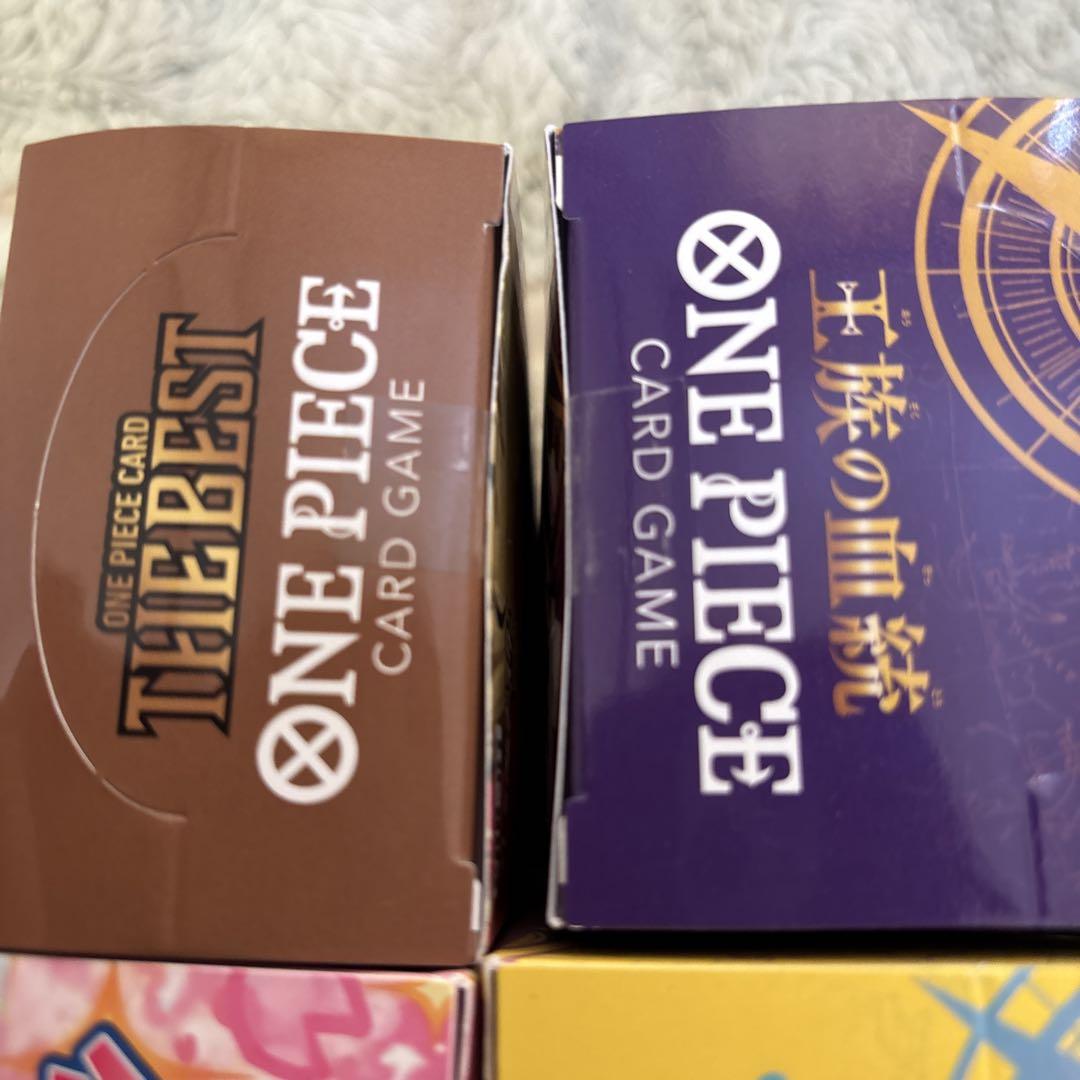 ONE PIECE CARD
THE BEST
ONE PIECE
CARD GAME
ONE PIECE
CARD GAME
王族の血統